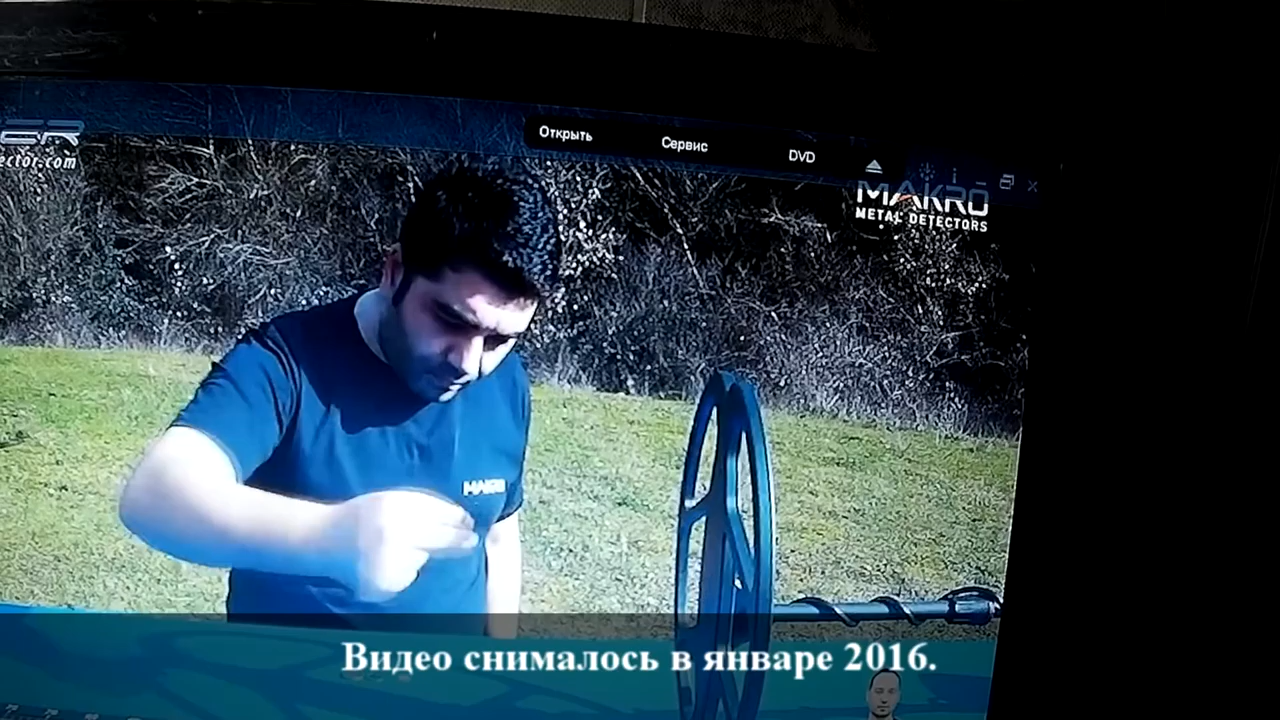 Открыть Сервис DVD
ector.com
MAKRO
METAL DETECTORS
MAKRO
Видео снималось в январе 2016.